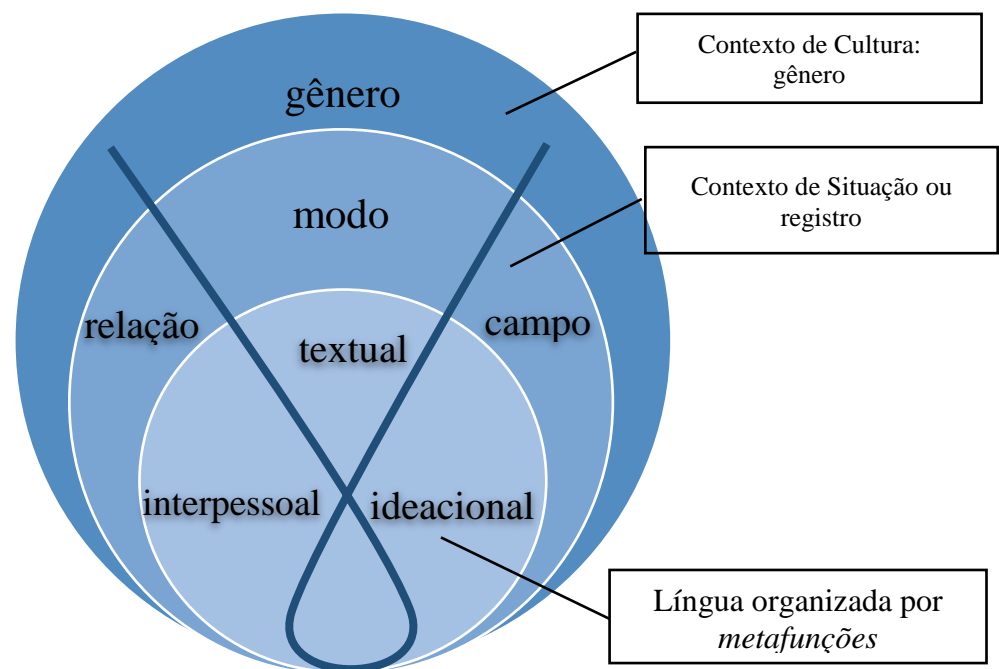 Contexto de Cultura:
gênero
gênero
Contexto de Situação ou
registro
modo
relação
campo
textual
interpessoal
ideacional
Língua organizada por
metafunções